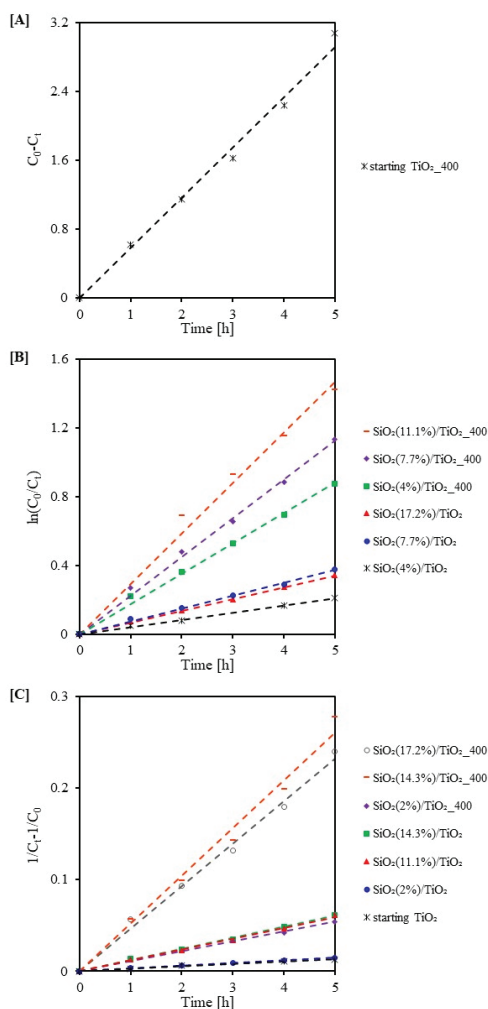 [A]
3.2
2.4
1.6
0.8
0
C₀-Cₜ
0 1 2 3 4 5
Time [h]
starting TiO₂_400
[B]
1.6
1.2
0.8
0.4
0.0
ln(C₀/Cₜ)
0 1 2 3 4 5
Time [h]
SiO₂(11.1%)/TiO₂_400
SiO₂(7.7%)/TiO₂_400
SiO₂(4%)/TiO₂_400
SiO₂(17.2%)/TiO₂
SiO₂(7.7%)/TiO₂
SiO₂(4%)/TiO₂
[C]
0.3
0.2
0.1
0
1/Cₜ-1/C₀
0 1 2 3 4 5
Time [h]
SiO₂(17.2%)/TiO₂_400
SiO₂(14.3%)/TiO₂_400
SiO₂(2%)/TiO₂_400
SiO₂(14.3%)/TiO₂
SiO₂(11.1%)/TiO₂
SiO₂(2%)/TiO₂
starting TiO₂